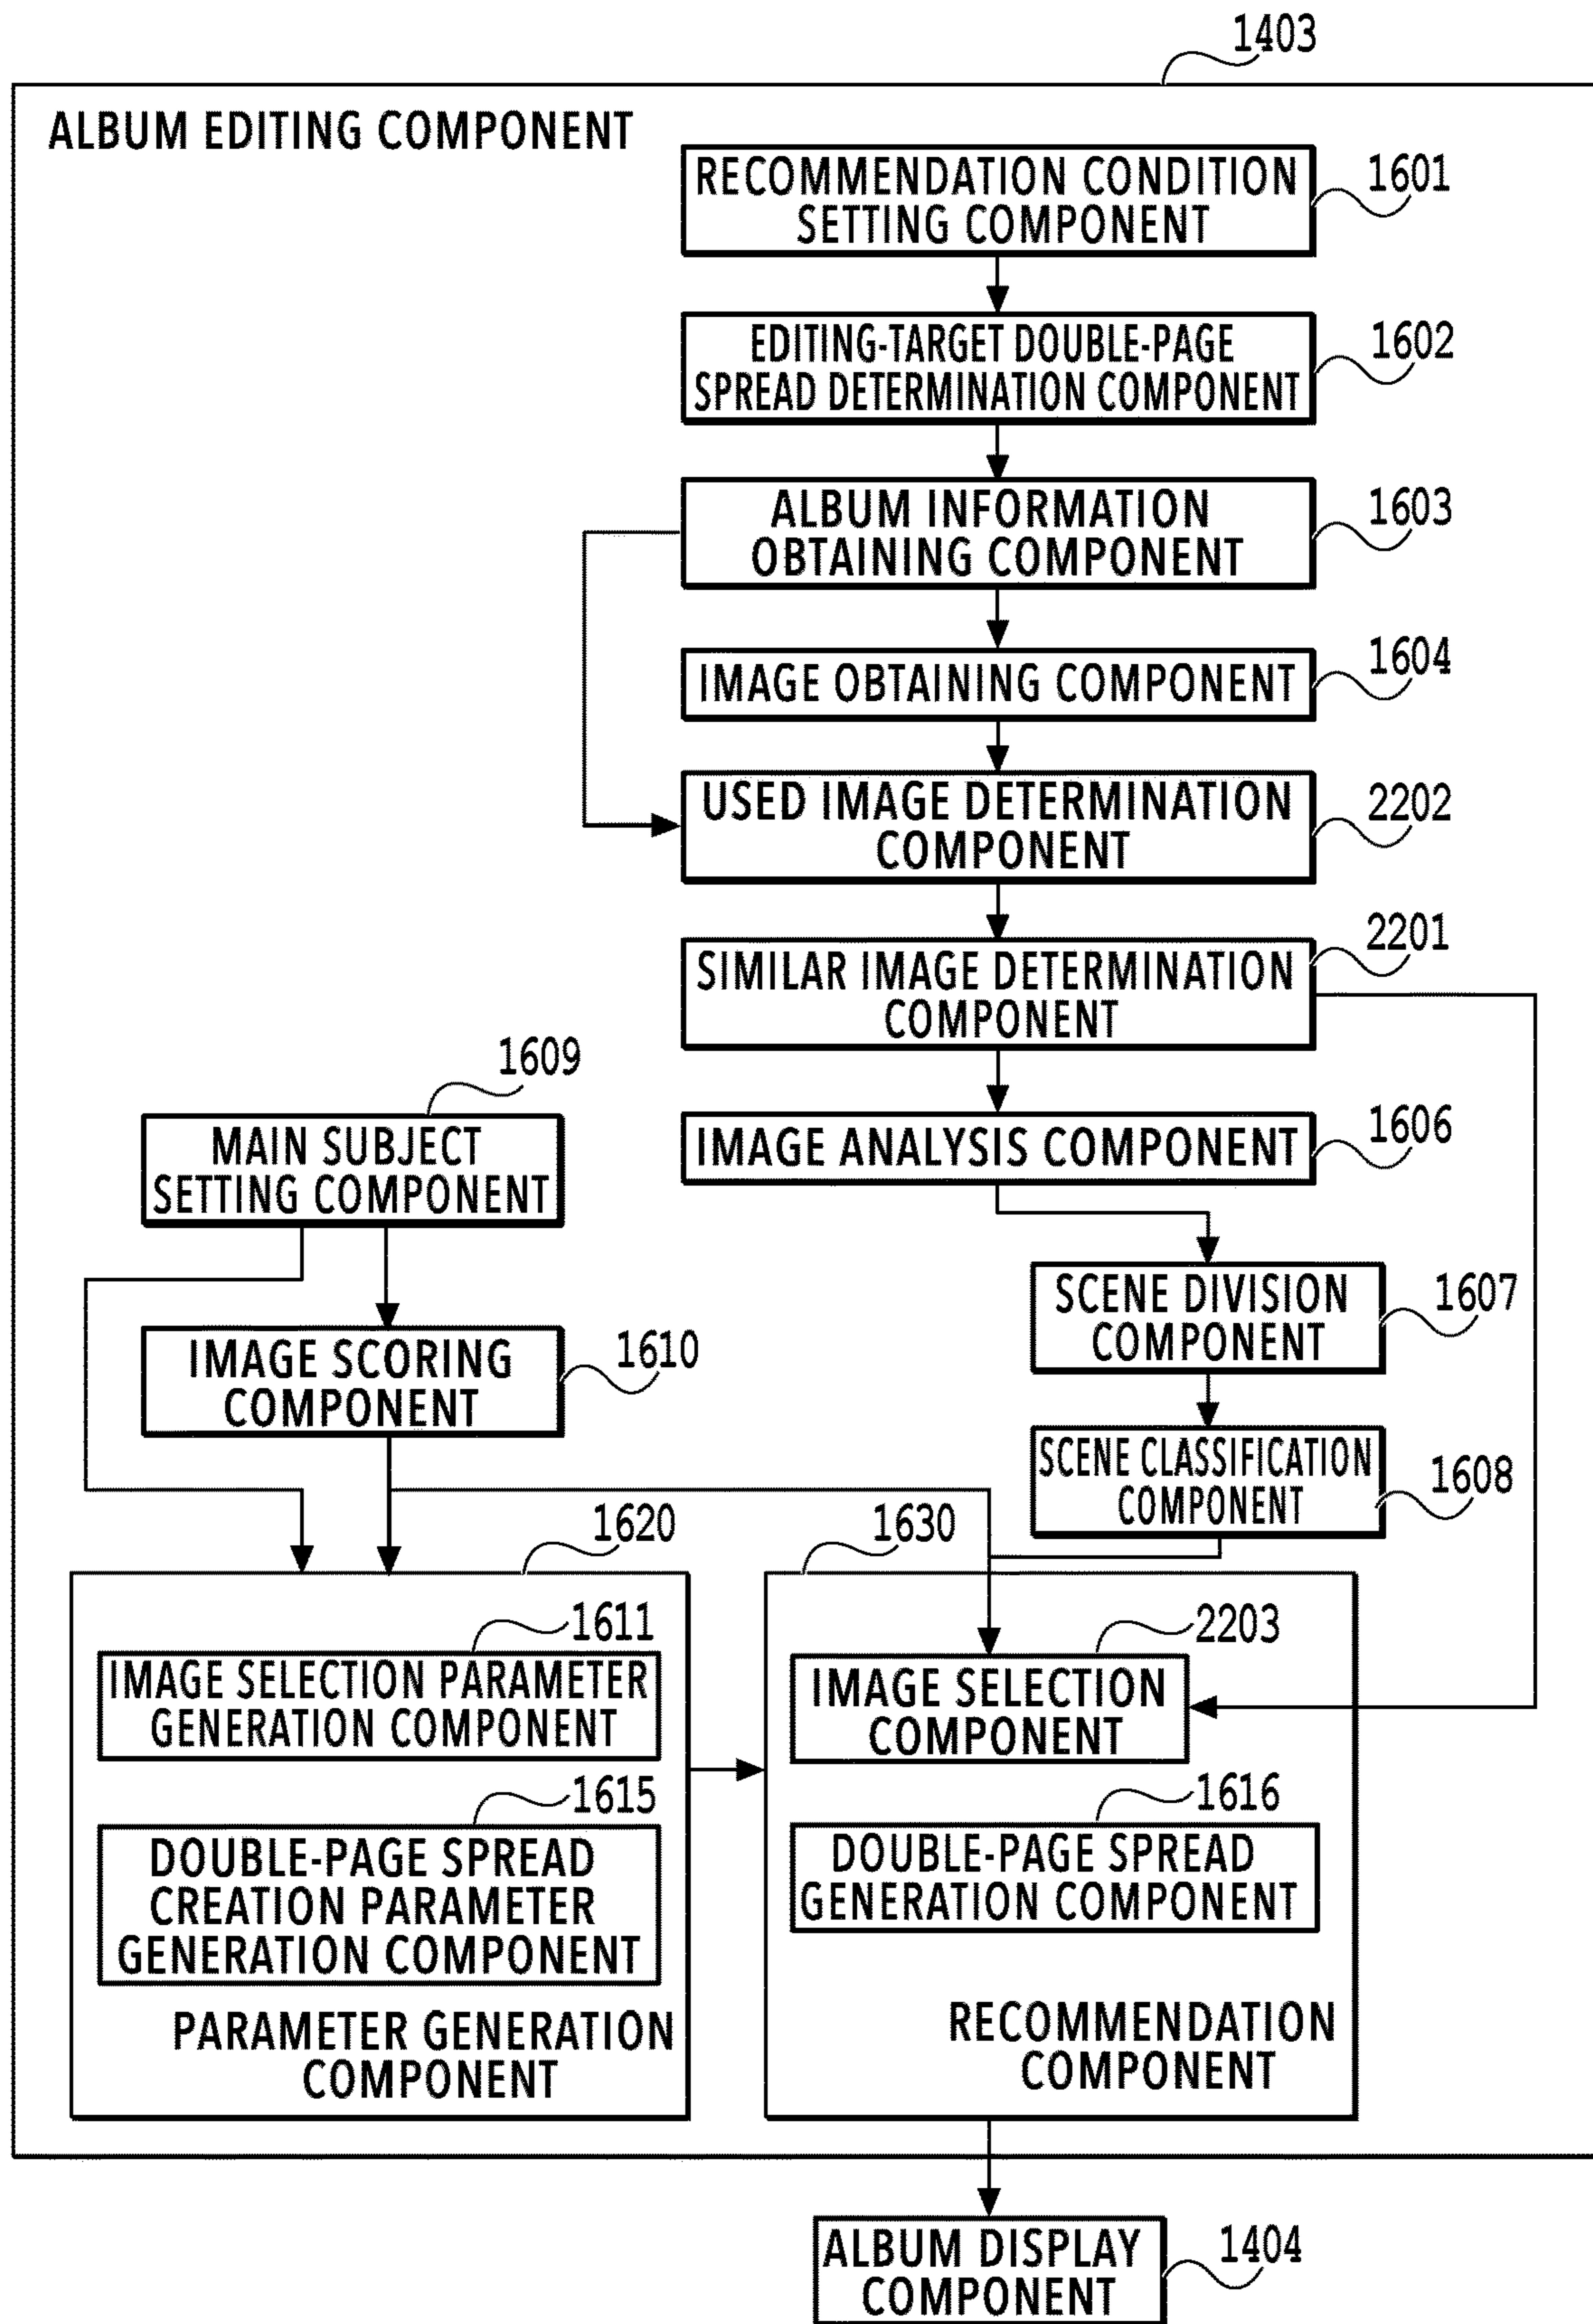 1403
ALBUM EDITING COMPONENT
RECOMMENDATION CONDITION
SETTING COMPONENT
1601
EDITING-TARGET DOUBLE-PAGE
SPREAD DETERMINATION COMPONENT
1602
ALBUM INFORMATION
OBTAINING COMPONENT
1603
IMAGE OBTAINING COMPONENT
1604
USED IMAGE DETERMINATION
COMPONENT
2202
SIMILAR IMAGE DETERMINATION
COMPONENT
2201
1609
MAIN SUBJECT
SETTING COMPONENT
IMAGE ANALYSIS COMPONENT
1606
SCENE DIVISION
COMPONENT
1607
IMAGE SCORING
COMPONENT
1610
SCENE CLASSIFICATION
COMPONENT
1608
1620
1630
1611
IMAGE SELECTION PARAMETER
GENERATION COMPONENT
2203
IMAGE SELECTION
COMPONENT
1615
DOUBLE-PAGE SPREAD
CREATION PARAMETER
GENERATION COMPONENT
1616
DOUBLE-PAGE SPREAD
GENERATION COMPONENT
PARAMETER GENERATION
COMPONENT
RECOMMENDATION
COMPONENT
ALBUM DISPLAY
COMPONENT
1404